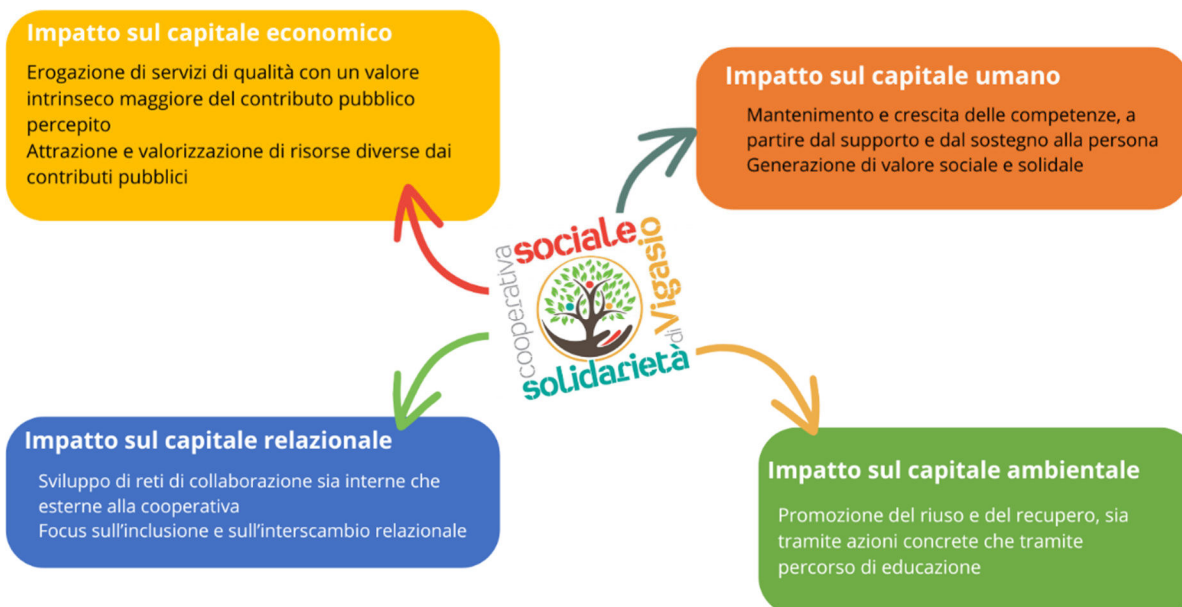 Impatto sul capitale economico
Erogazione di servizi di qualità con un valore
intrinseco maggiore del contributo pubblico
percepito
Attrazione e valorizzazione di risorse diverse dai
contributi pubblici
Impatto sul capitale umano
Mantenimento e crescita delle competenze, a
partire dal supporto e dal sostegno alla persona
Generazione di valore sociale e solidale
cooperativa
sociale
solidarietà
di Vigasio
Impatto sul capitale relazionale
Sviluppo di reti di collaborazione sia interne che
esterne alla cooperativa
Focus sull’inclusione e sull’interscambio relazionale
Impatto sul capitale ambientale
Promozione del riuso e del recupero, sia
tramite azioni concrete che tramite
percorso di educazione